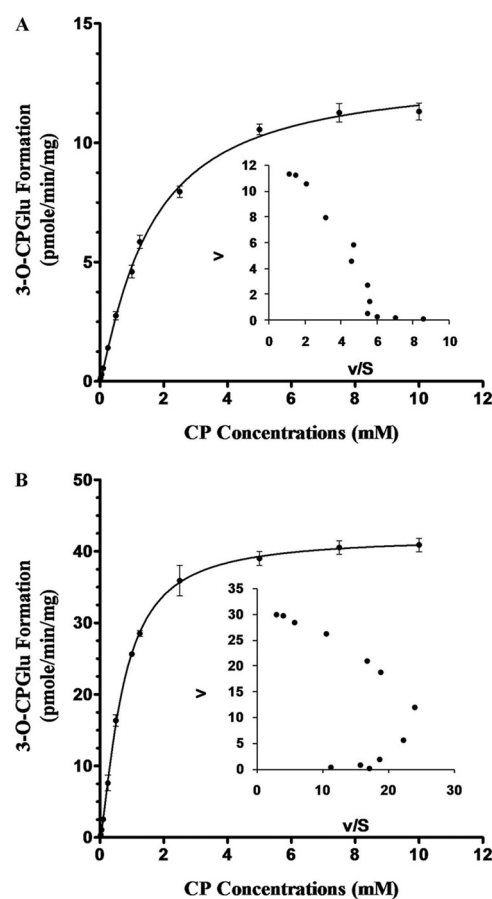 A
3-O-CPGlu Formation
(pmole/min/mg)
15
10
5
0
0 2 4 6 8 10 12
CP Concentrations (mM)
v
12
10
8
6
4
2
0
0 2 4 6 8 10
v/S
B
3-O-CPGlu Formation
(pmole/min/mg)
50
40
30
20
10
0
0 2 4 6 8 10 12
CP Concentrations (mM)
v
35
30
25
20
15
10
5
0
0 10 20 30
v/S